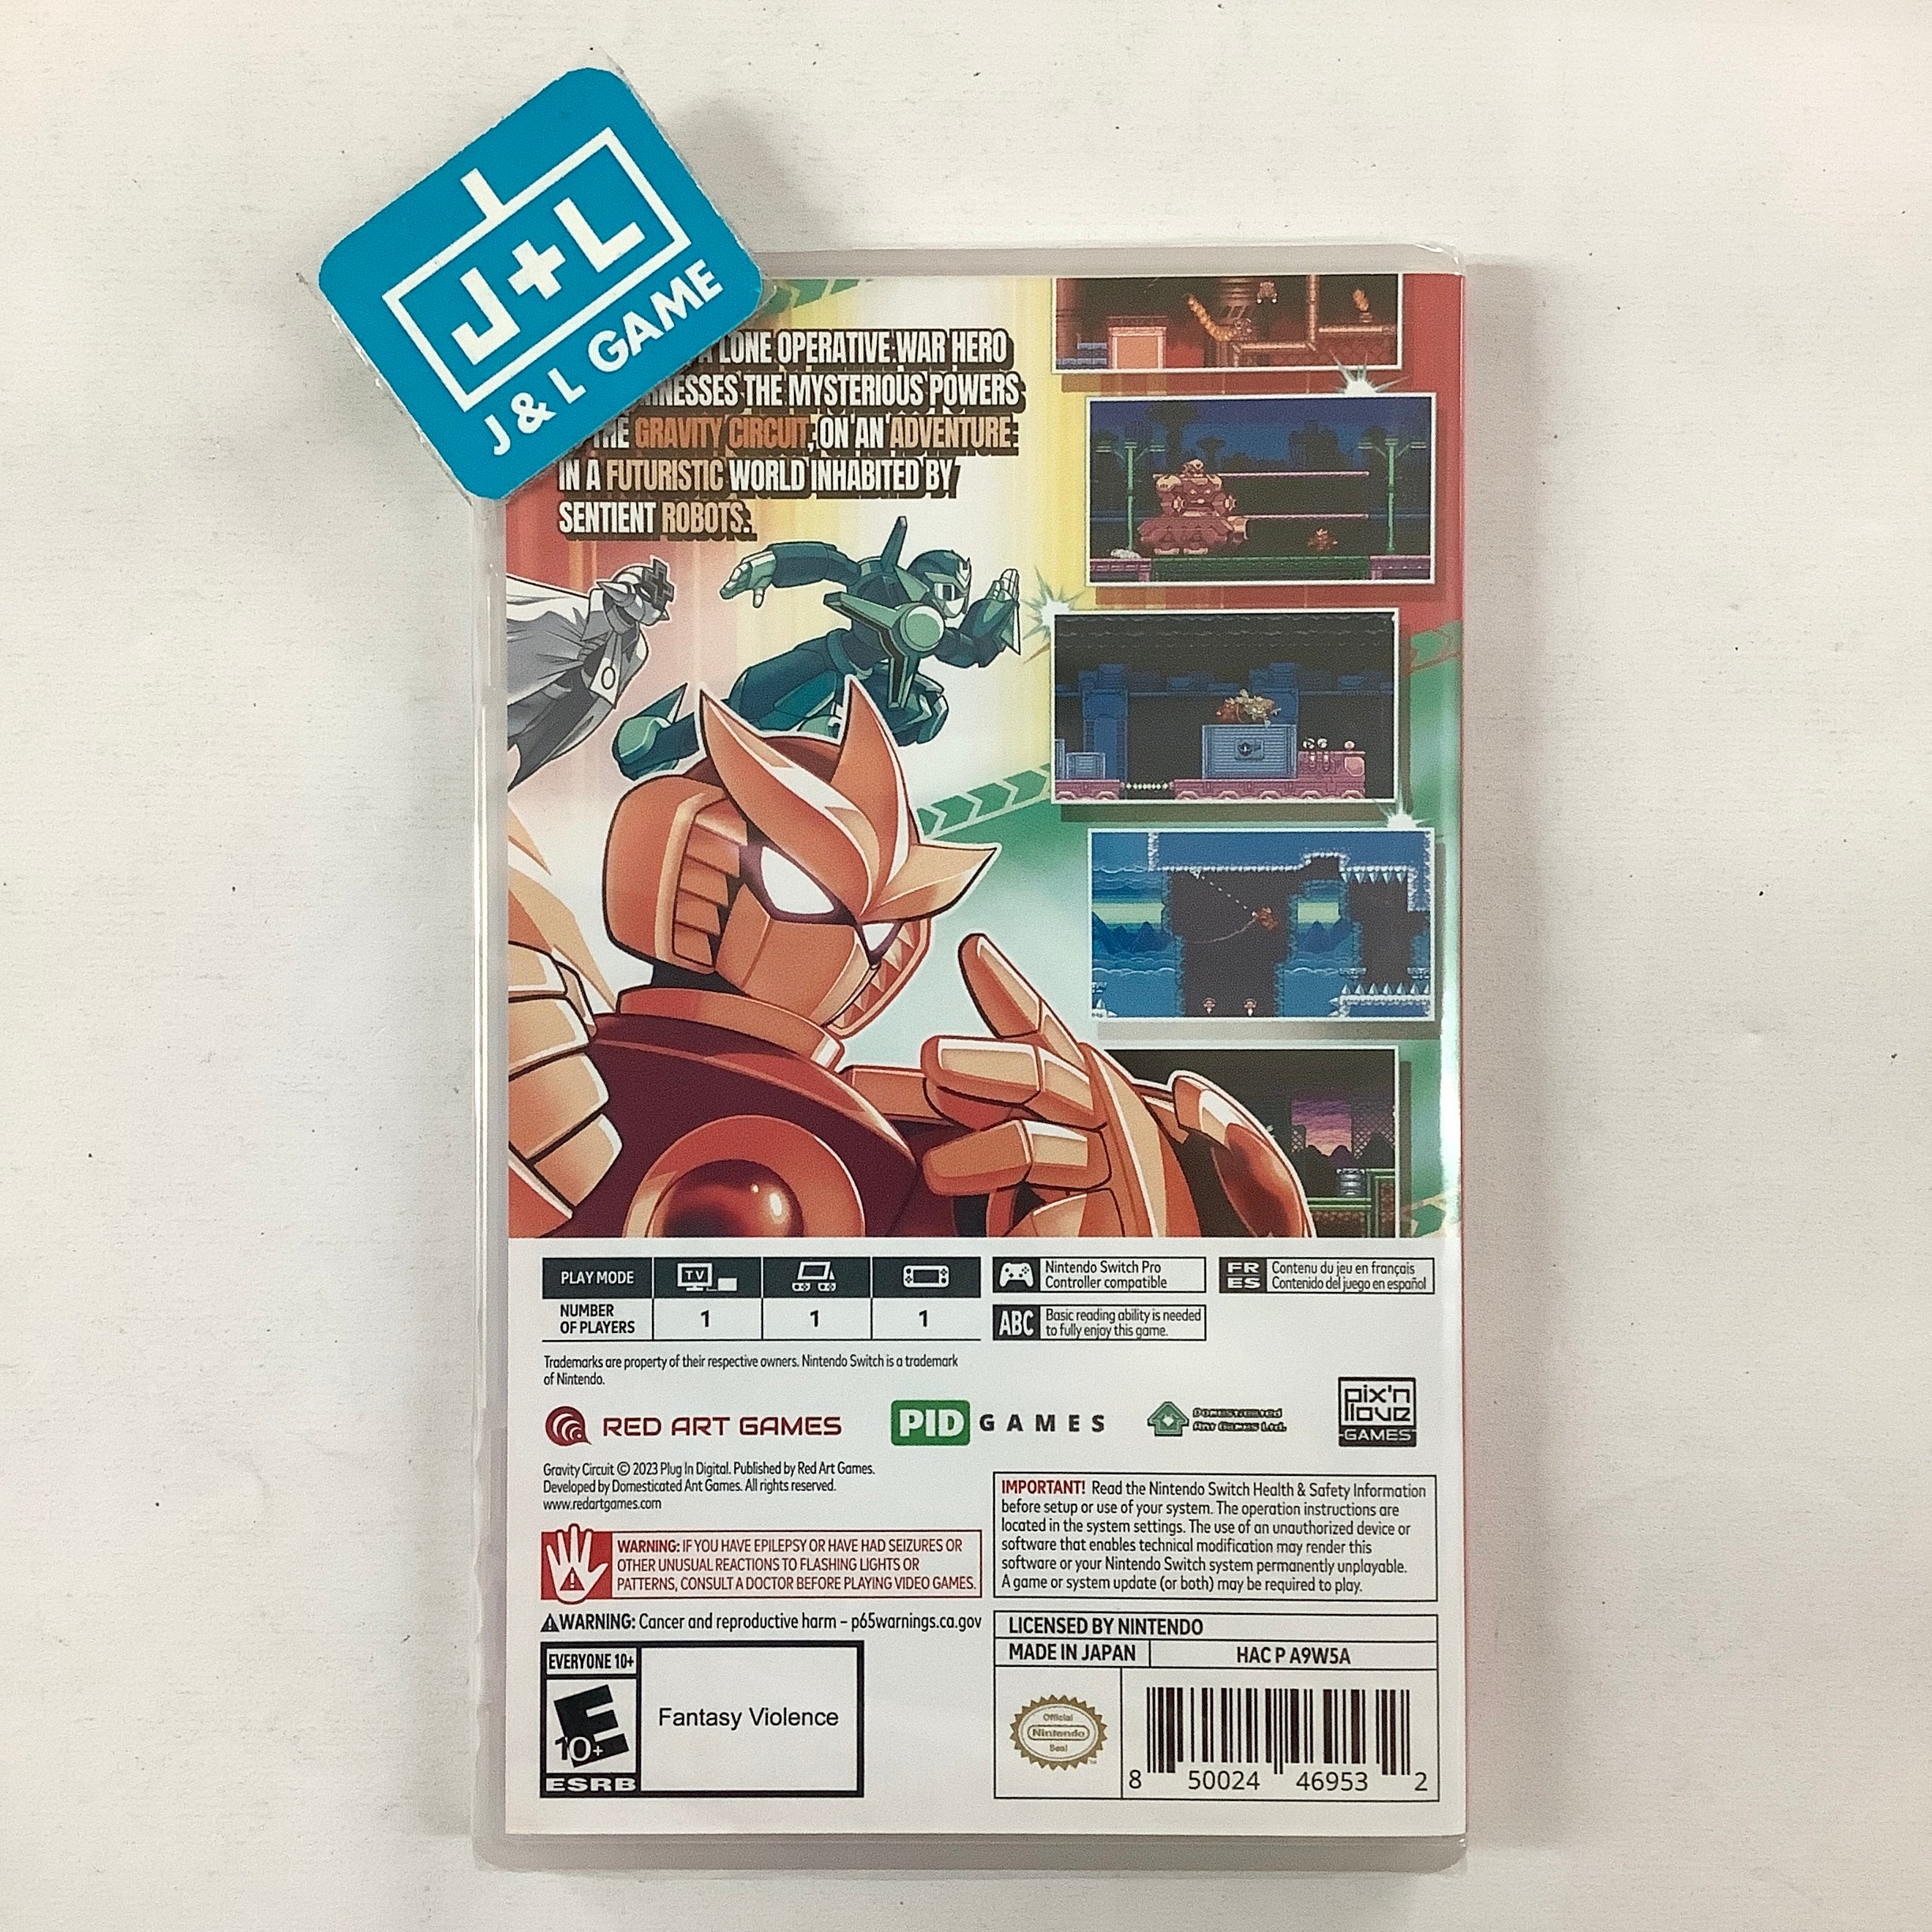 J+L
J & L GAME
A LONE OPERATIVE WAR HERO
THE MYSTERIOUS POWERS
GRAVITY CIRCUIT, ON AN ADVENTURE
IN A FUTURISTIC WORLD INHABITED BY
SENTIENT ROBOTS.
PLAY MODE
TV
NUMBER
OF PLAYERS
1 1 1
Nintendo Switch Pro
Controller compatible
FR
ES
Contenu du jeu en français
Contenido del juego en español
ABC
Basic reading ability is needed
to fully enjoy this game.
Trademarks are property of their respective owners. Nintendo Switch is a trademark
of Nintendo.
RED ART GAMES
PID GAMES
Domesticated
Ant Games Ltd.
pix'n
love
GAMES
Gravity Circuit © 2023 Plug In Digital. Published by Red Art Games.
Developed by Domesticated Ant Games. All rights reserved.
www.redartgames.com
IMPORTANT! Read the Nintendo Switch Health & Safety Information
before setup or use of your system. The operation instructions are
located in the system settings. The use of an unauthorized device or
software that enables technical modification may render this
software or your Nintendo Switch system permanently unplayable.
A game or system update (or both) may be required to play.
WARNING: IF YOU HAVE EPILEPSY OR HAVE HAD SEIZURES OR
OTHER UNUSUAL REACTIONS TO FLASHING LIGHTS OR
PATTERNS, CONSULT A DOCTOR BEFORE PLAYING VIDEO GAMES.
WARNING: Cancer and reproductive harm – p65warnings.ca.gov
LICENSED BY NINTENDO
MADE IN JAPAN
HAC P A9W5A
EVERYONE 10+
E
10+
ESRB
Fantasy Violence
Official
Nintendo
Seal
8 50024 46953 2